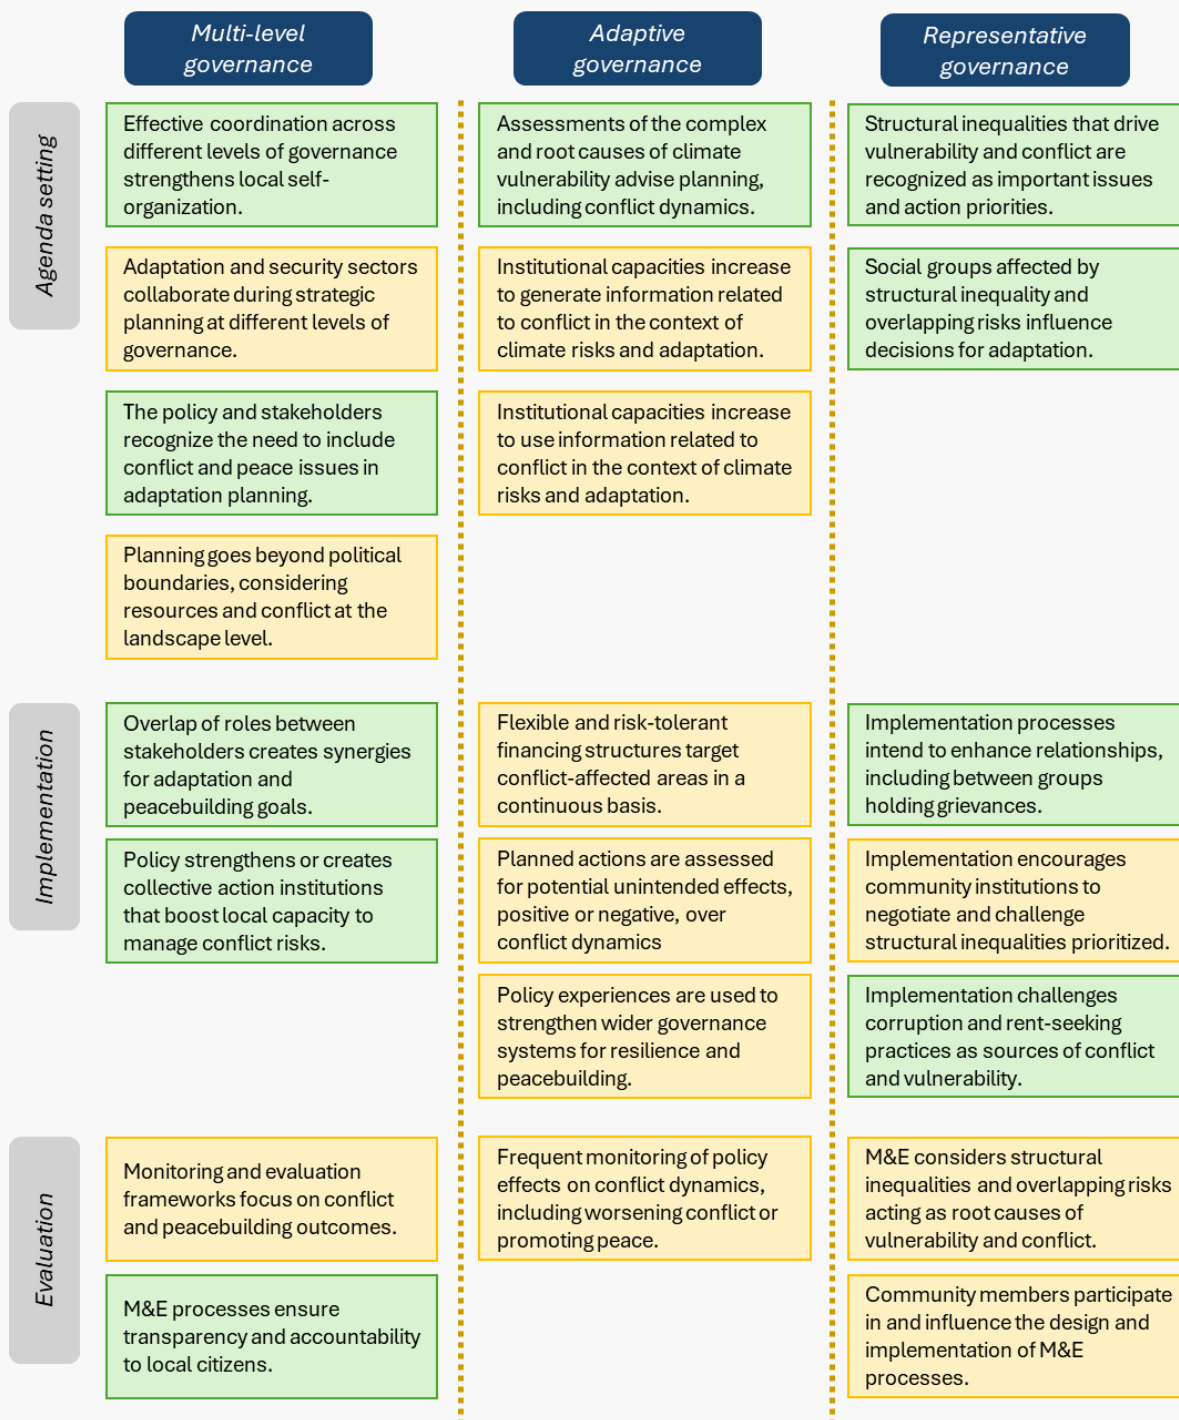 Multi-level
governance
Adaptive
governance
Representative
governance
Agenda setting
Effective coordination across
different levels of governance
strengthens local self-
organization.
Assessments of the complex
and root causes of climate
vulnerability advise planning,
including conflict dynamics.
Structural inequalities that drive
vulnerability and conflict are
recognized as important issues
and action priorities.
Adaptation and security sectors
collaborate during strategic
planning at different levels of
governance.
Institutional capacities increase
to generate information related
to conflict in the context of
climate risks and adaptation.
Social groups affected by
structural inequality and
overlapping risks influence
decisions for adaptation.
The policy and stakeholders
recognize the need to include
conflict and peace issues in
adaptation planning.
Institutional capacities increase
to use information related to
conflict in the context of climate
risks and adaptation.
Planning goes beyond political
boundaries, considering
resources and conflict at the
landscape level.
Implementation
Overlap of roles between
stakeholders creates synergies
for adaptation and
peacebuilding goals.
Flexible and risk-tolerant
financing structures target
conflict-affected areas in a
continuous basis.
Implementation processes
intend to enhance relationships,
including between groups
holding grievances.
Policy strengthens or creates
collective action institutions
that boost local capacity to
manage conflict risks.
Planned actions are assessed
for potential unintended effects,
positive or negative, over
conflict dynamics
Implementation encourages
community institutions to
negotiate and challenge
structural inequalities prioritized.
Policy experiences are used to
strengthen wider governance
systems for resilience and
peacebuilding.
Implementation challenges
corruption and rent-seeking
practices as sources of conflict
and vulnerability.
Evaluation
Monitoring and evaluation
frameworks focus on conflict
and peacebuilding outcomes.
Frequent monitoring of policy
effects on conflict dynamics,
including worsening conflict or
promoting peace.
M&E considers structural
inequalities and overlapping risks
acting as root causes of
vulnerability and conflict.
M&E processes ensure
transparency and accountability
to local citizens.
Community members participate
in and influence the design and
implementation of M&E
processes.